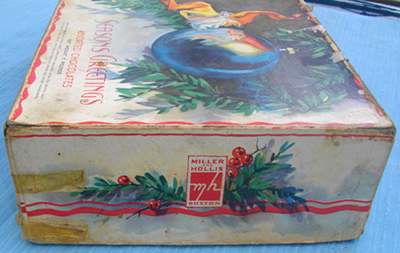 SEASON'S GREETINGS
ASSORTED CHOCOLATES
MILLER
HOLLIS
mh
BOSTON